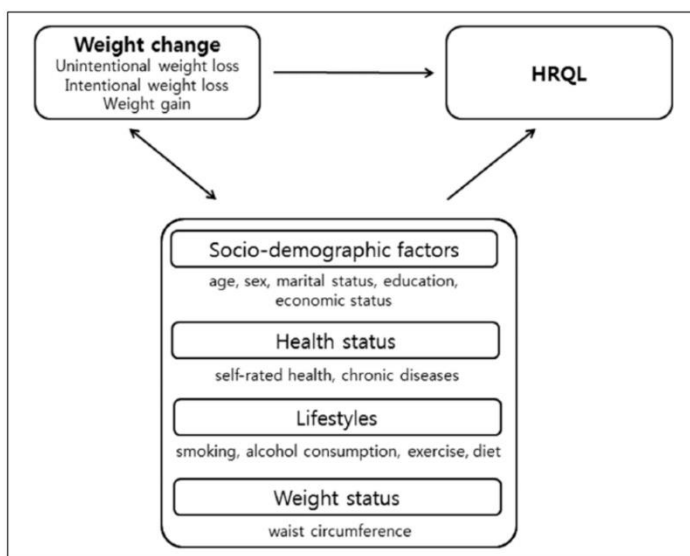 Weight change
Unintentional weight loss
Intentional weight loss
Weight gain
HRQL
Socio-demographic factors
age, sex, marital status, education,
economic status
Health status
self-rated health, chronic diseases
Lifestyles
smoking, alcohol consumption, exercise, diet
Weight status
waist circumference